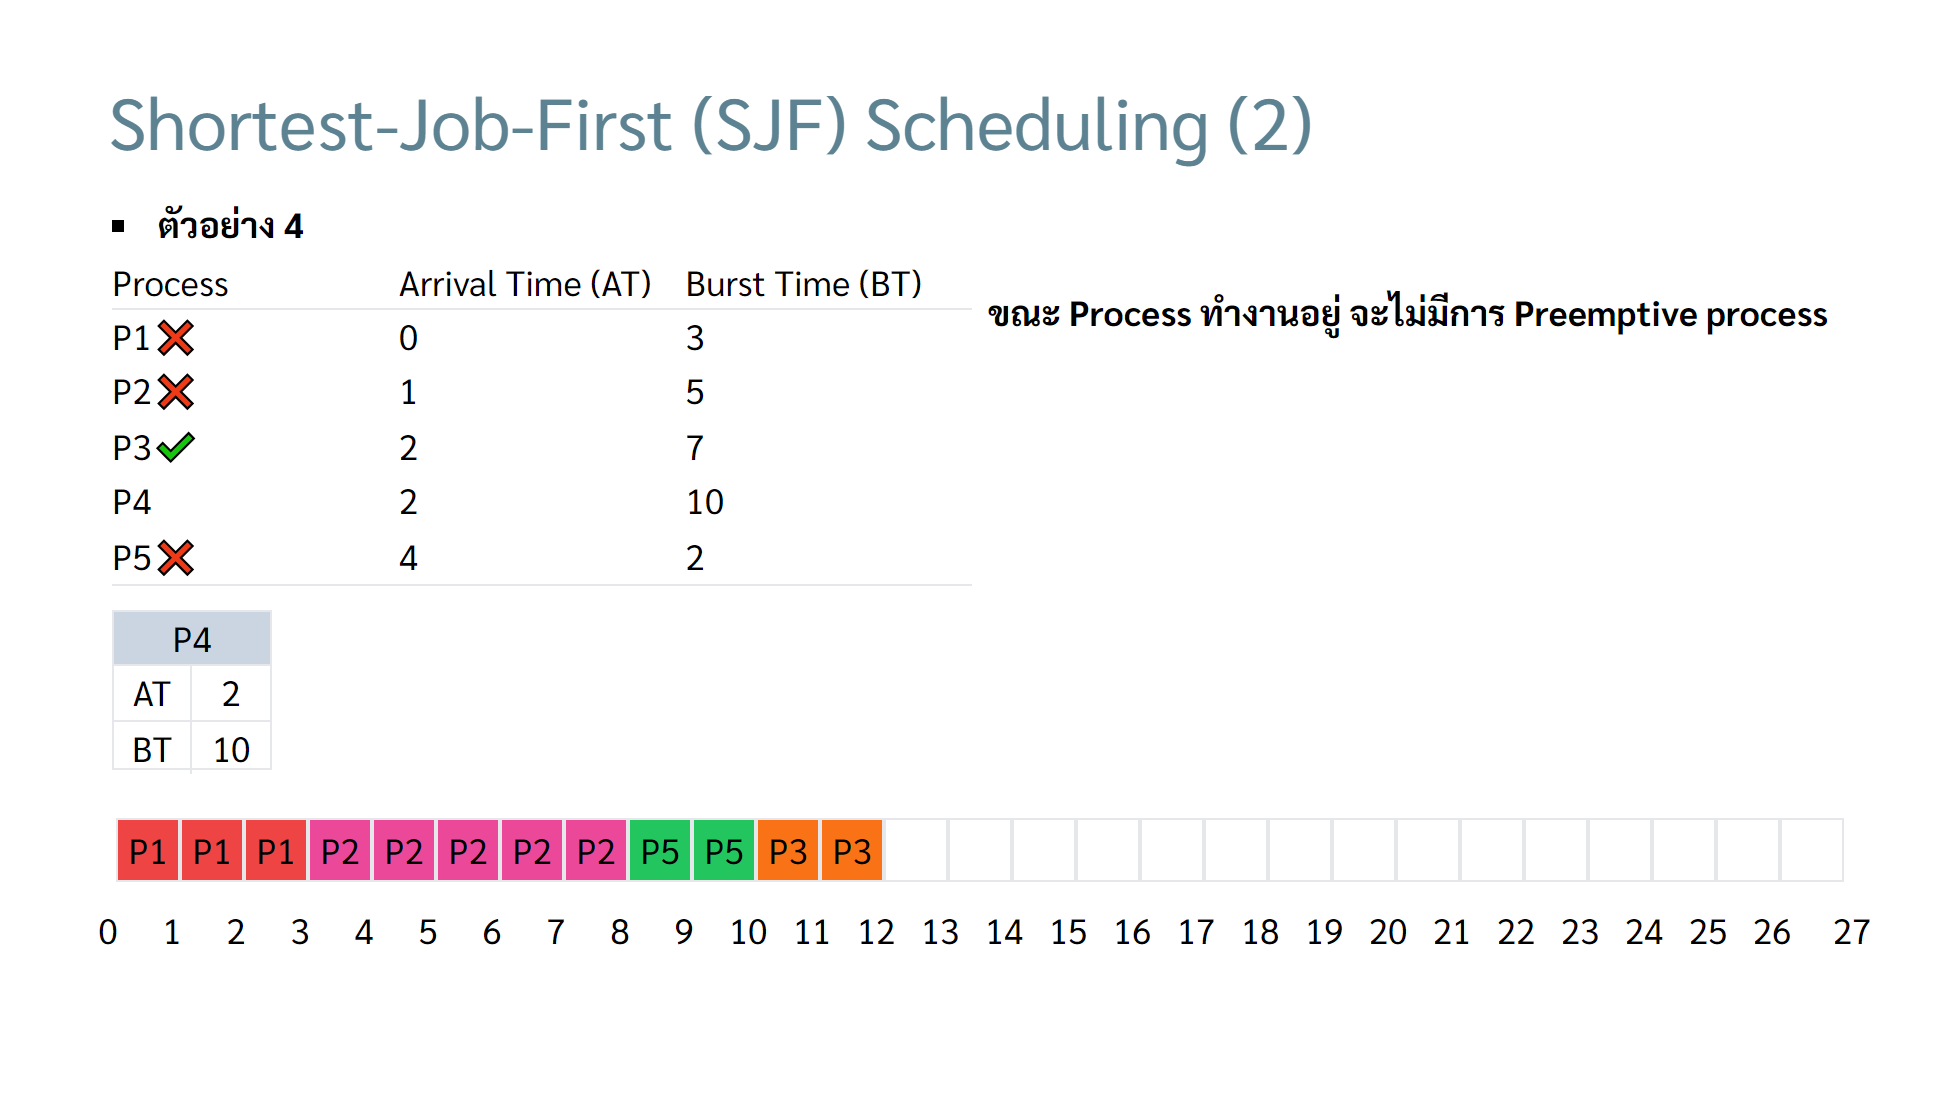 Shortest-Job-First (SJF) Scheduling (2)
▪ ตัวอย่าง 4
Process Arrival Time (AT) Burst Time (BT)
ขณะ Process ทำงานอยู่ จะไม่มีการ Preemptive process
P1 0 3
P2 1 5
P3 2 7
P4 2 10
P5 4 2
P4
AT 2
BT 10
P1 P1 P1 P2 P2 P2 P2 P2 P5 P5 P3 P3
0 1 2 3 4 5 6 7 8 9 10 11 12 13 14 15 16 17 18 19 20 21 22 23 24 25 26 27